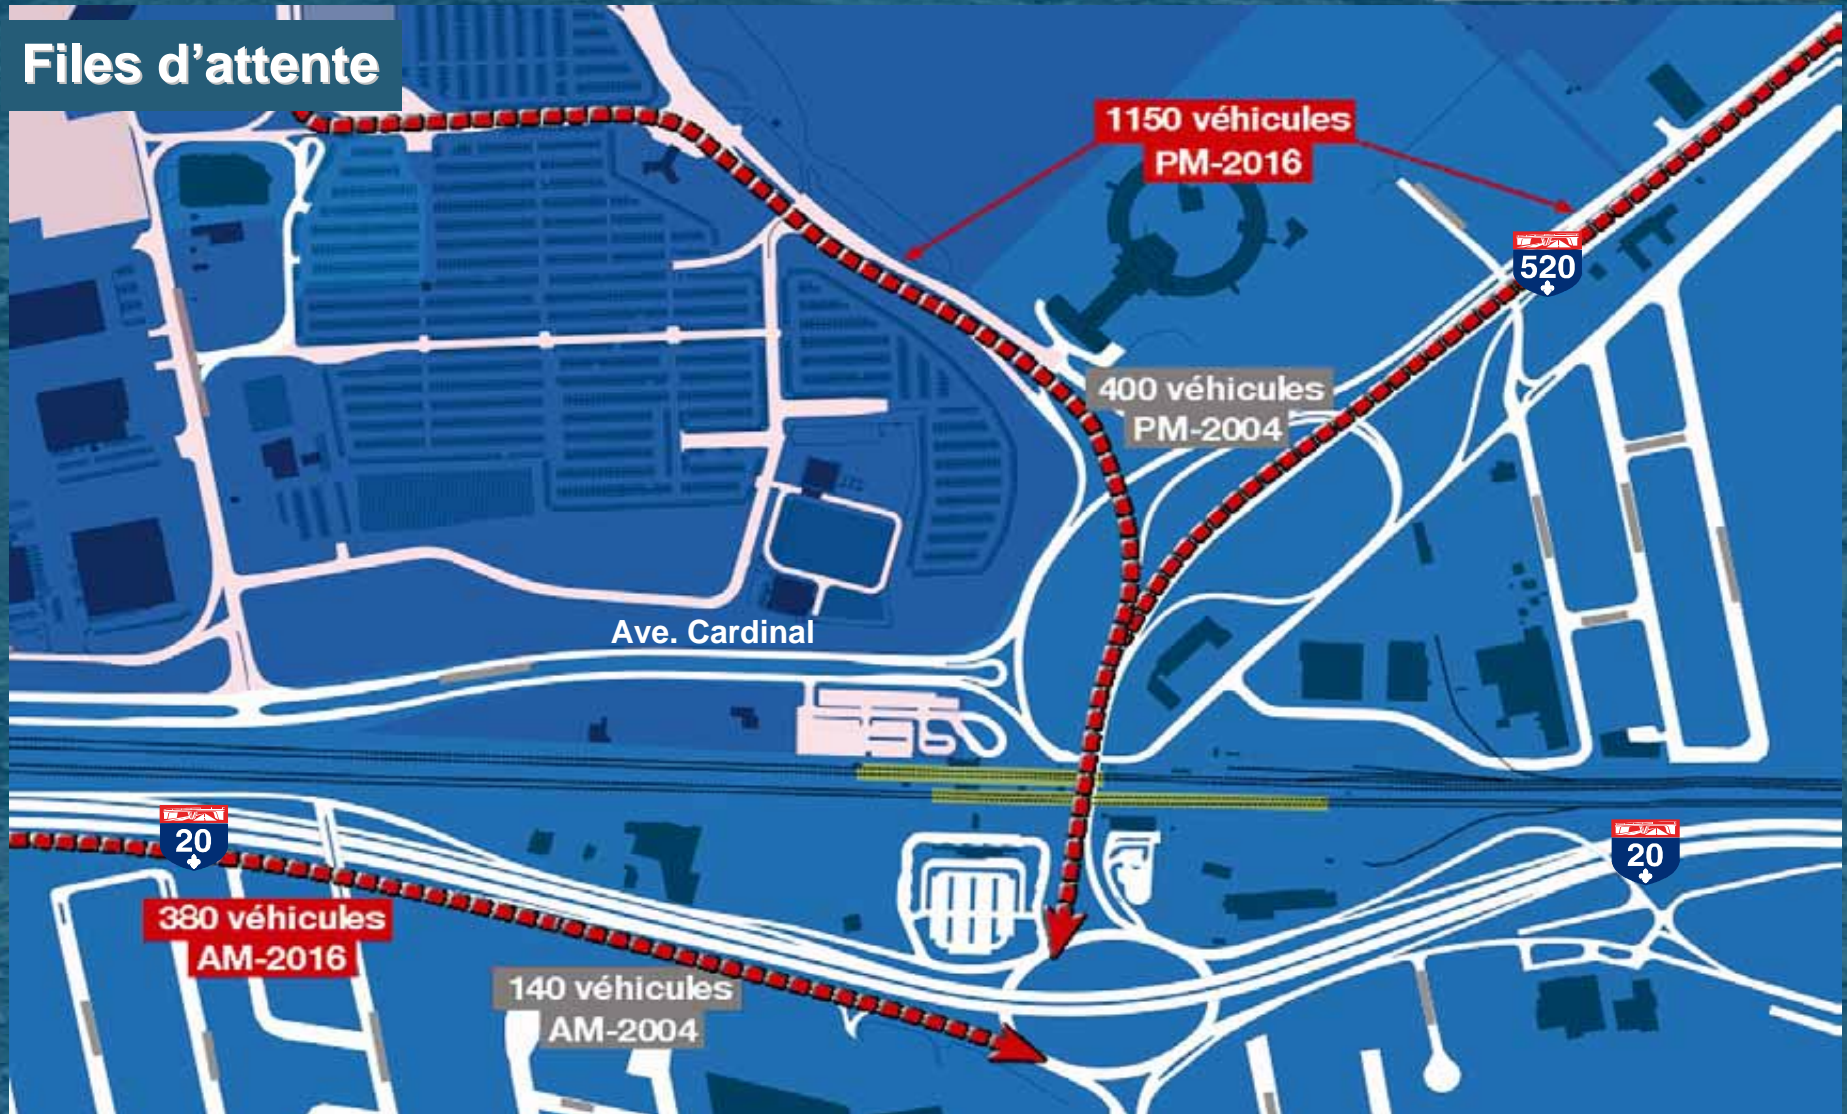 Files d'attente
1150 véhicules
PM-2016
520
400 véhicules
PM-2004
Ave. Cardinal
20
20
380 véhicules
AM-2016
140 véhicules
AM-2004